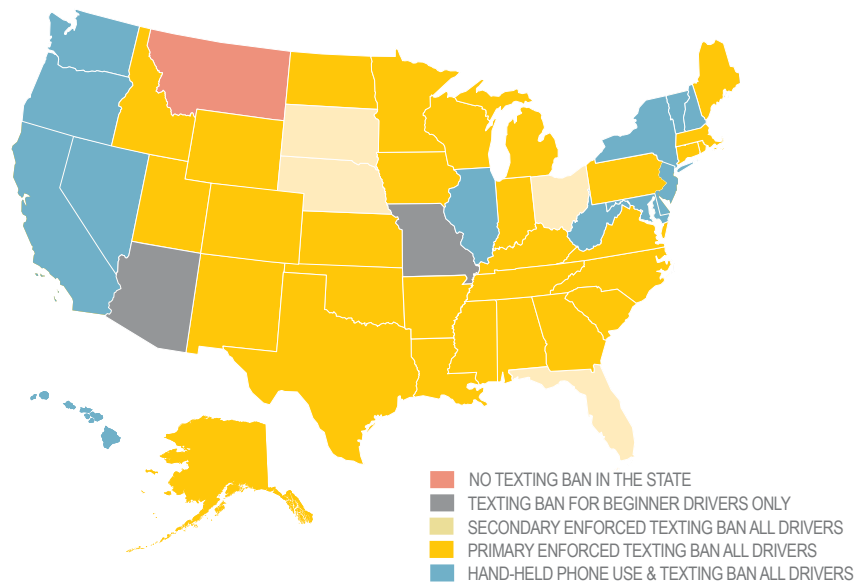 NO TEXTING BAN IN THE STATE
TEXTING BAN FOR BEGINNER DRIVERS ONLY
SECONDARY ENFORCED TEXTING BAN ALL DRIVERS
PRIMARY ENFORCED TEXTING BAN ALL DRIVERS
HAND-HELD PHONE USE & TEXTING BAN ALL DRIVERS